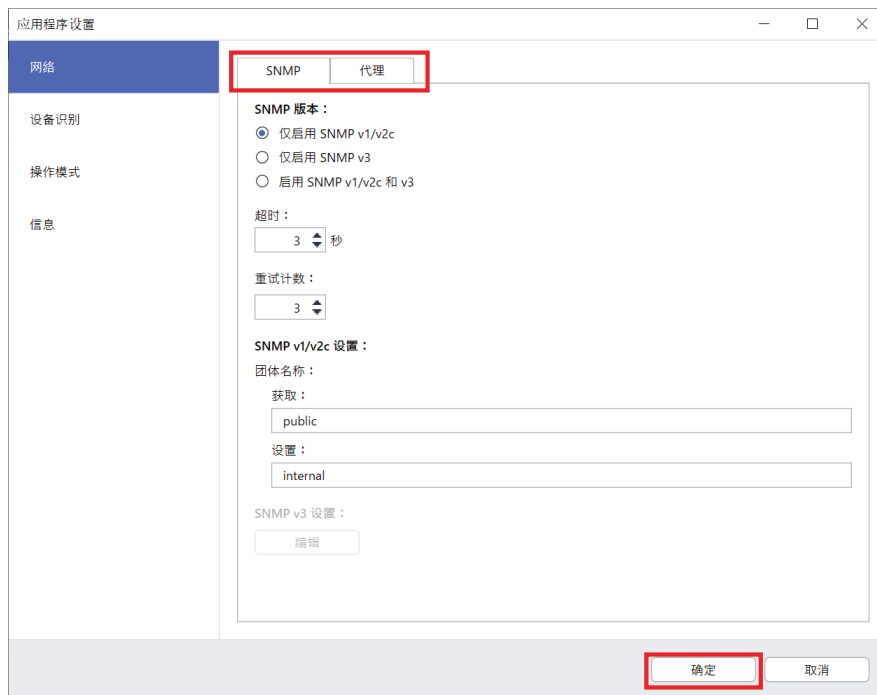 应用程序设置
网络
设备识别
操作模式
信息
SNMP 代理
SNMP 版本：
仅启用 SNMP v1/v2c
仅启用 SNMP v3
启用 SNMP v1/v2c 和 v3
超时：
3 秒
重试计数：
3
SNMP v1/v2c 设置：
团体名称：
获取：
public
设置：
internal
SNMP v3 设置：
编辑
确定 取消